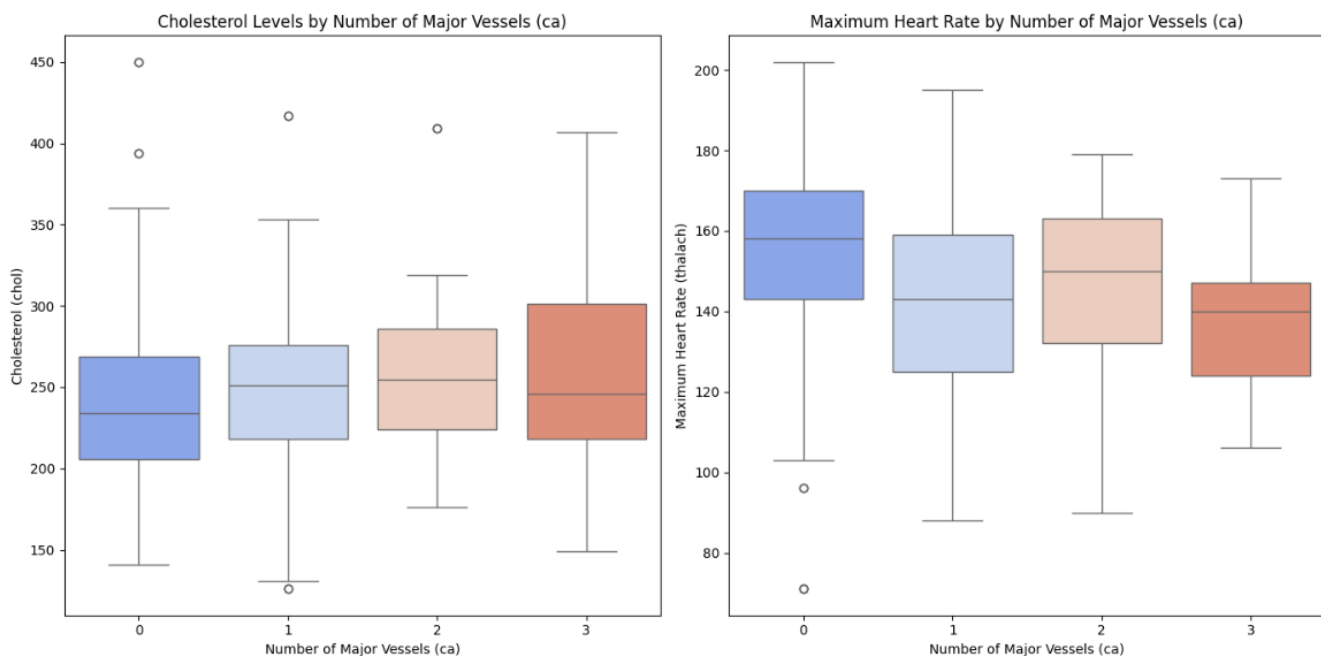 Cholesterol Levels by Number of Major Vessels (ca)
450
400
350
300
250
200
150
Cholesterol (chol)
0 1 2 3
Number of Major Vessels (ca)
Maximum Heart Rate by Number of Major Vessels (ca)
200
180
160
140
120
100
80
Maximum Heart Rate (thalach)
0 1 2 3
Number of Major Vessels (ca)